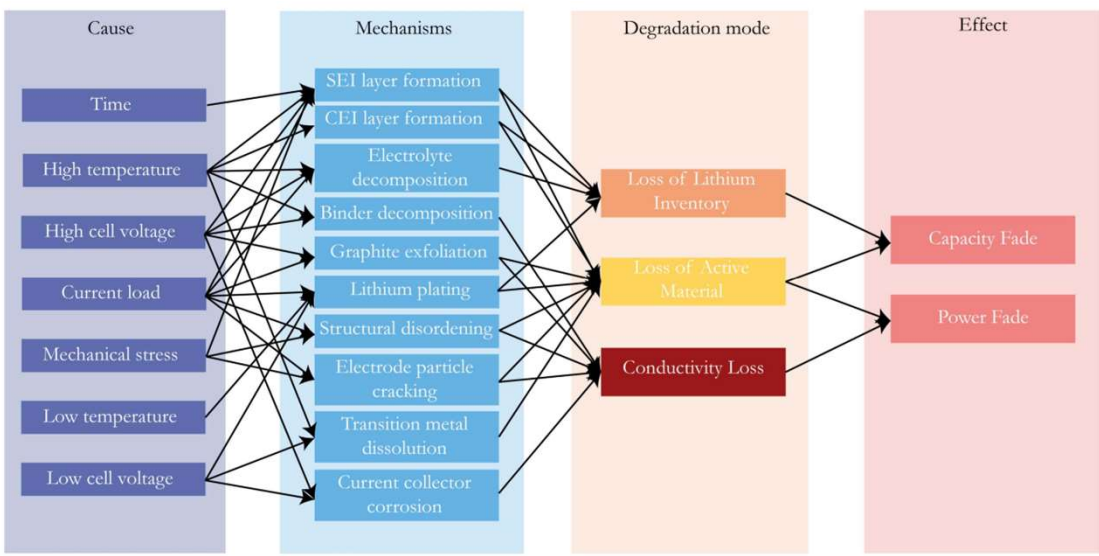 Cause
Time
High temperature
High cell voltage
Current load
Mechanical stress
Low temperature
Low cell voltage
Mechanisms
SEI layer formation
CEI layer formation
Electrolyte
decomposition
Binder decomposition
Graphite exfoliation
Lithium plating
Structural disordening
Electrode particle
cracking
Transition metal
dissolution
Current collector
corrosion
Degradation mode
Loss of Lithium
Inventory
Loss of Active
Material
Conductivity Loss
Effect
Capacity Fade
Power Fade